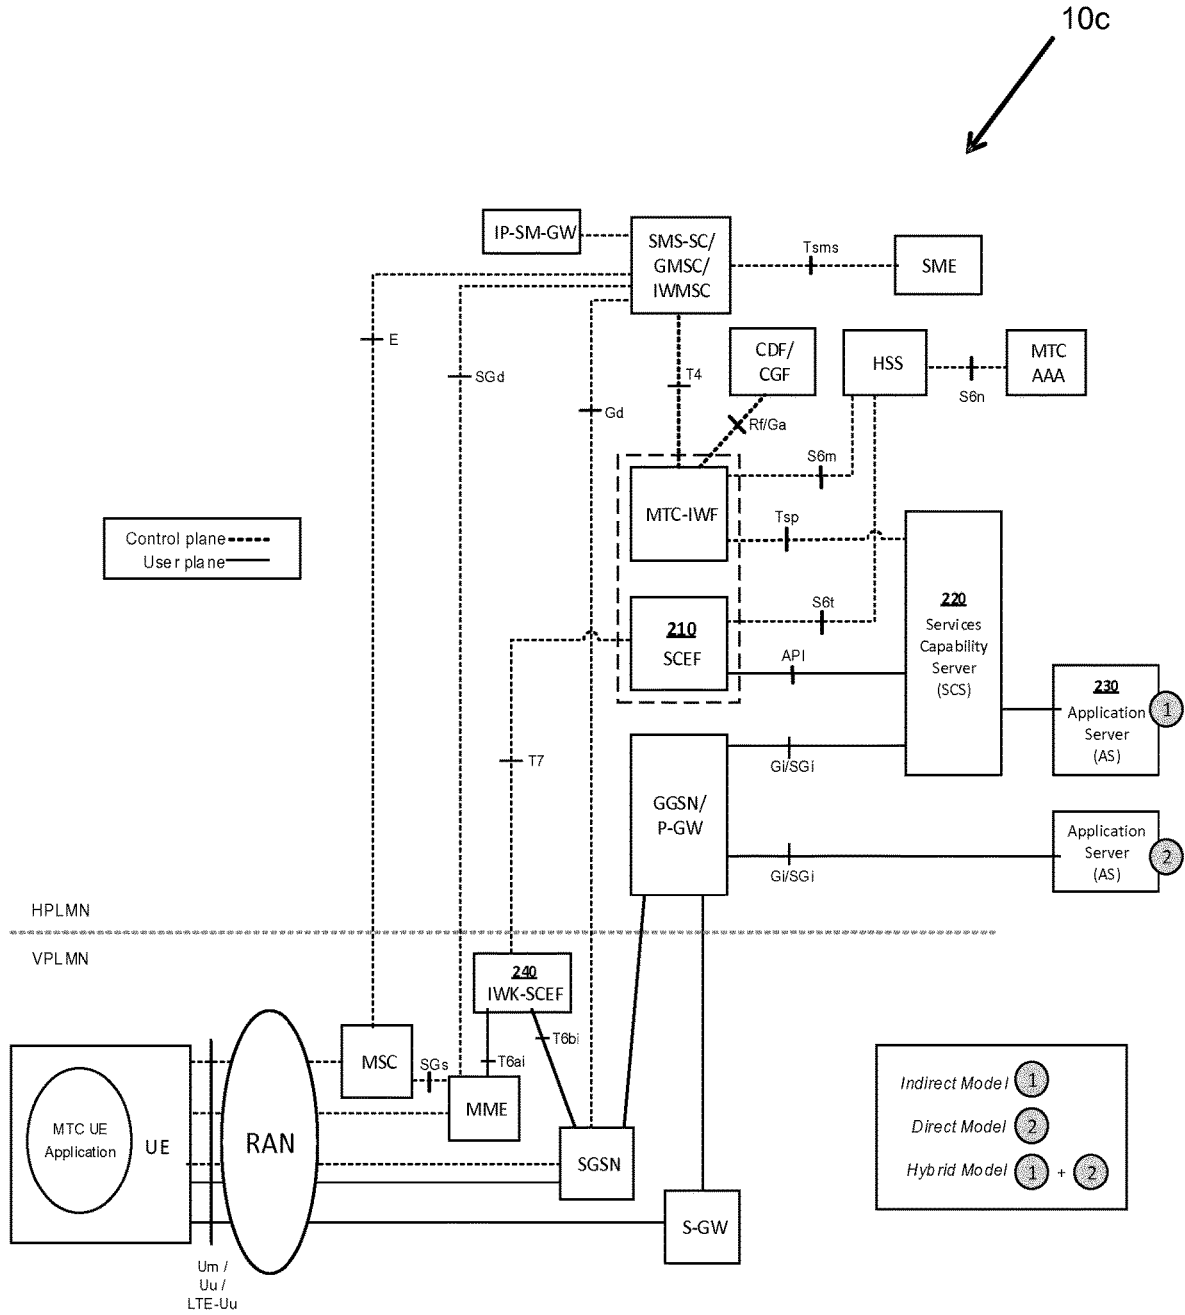 10c
IP-SM-GW
SMS-SC/
GMSC/
IWMSC
Tsms
SME
E
SGd
Gd
T4
CDF/
CGF
Rf/Ga
HSS
S6n
MTC
AAA
S6m
MTC-IWF
Tsp
Control plane
User plane
210
SCEF
S6t
API
220
Services
Capability
Server
(SCS)
230
Application
Server
(AS)
1
T7
GGSN/
P-GW
Gi/SGi
Gi/SGi
Application
Server
(AS)
2
HPLMN
VPLMN
240
IWK-SCEF
T6ai
T6bi
MSC
SGs
MME
MTC UE
Application
UE
RAN
SGSN
S-GW
Um /
Uu /
LTE-Uu
Indirect Model 1
Direct Model 2
Hybrid Model 1 + 2